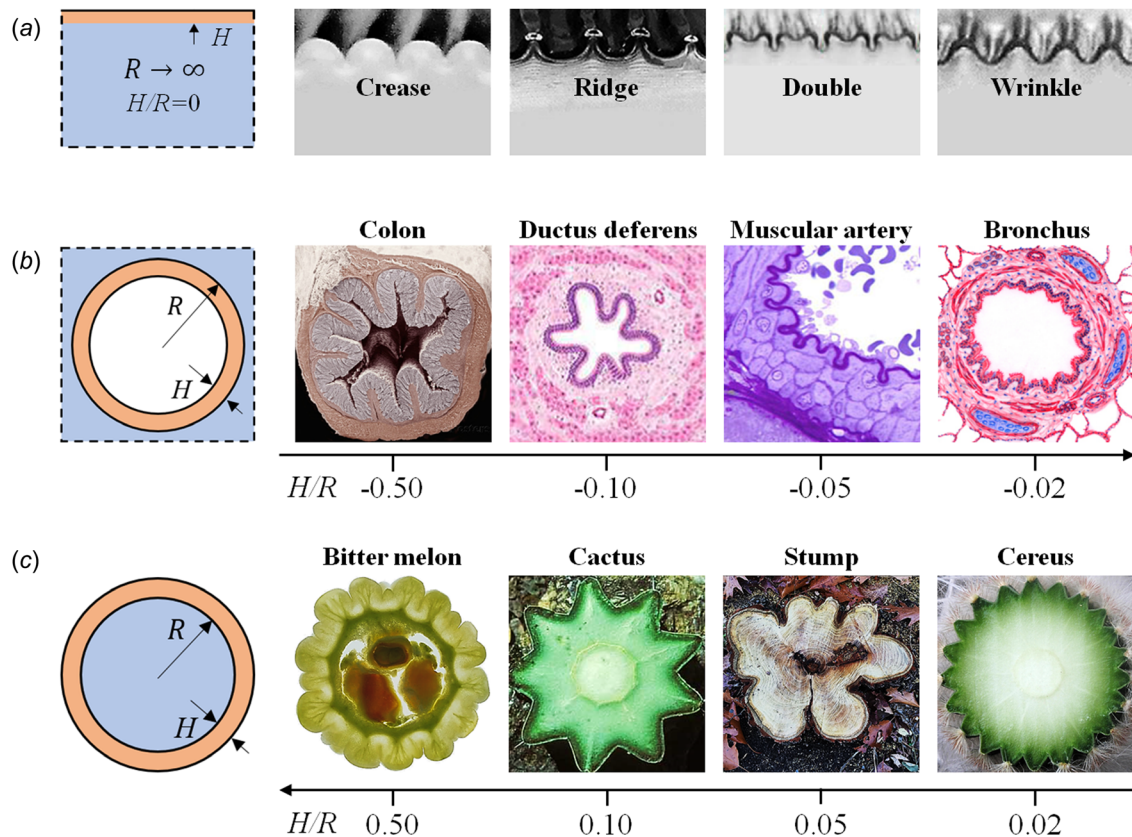 (a)
H
R → ∞
H/R=0
Crease
Ridge
Double
Wrinkle
(b)
R
H
Colon
Ductus deferens
Muscular artery
Bronchus
H/R
-0.50
-0.10
-0.05
-0.02
(c)
R
H
Bitter melon
Cactus
Stump
Cereus
H/R
0.50
0.10
0.05
0.02